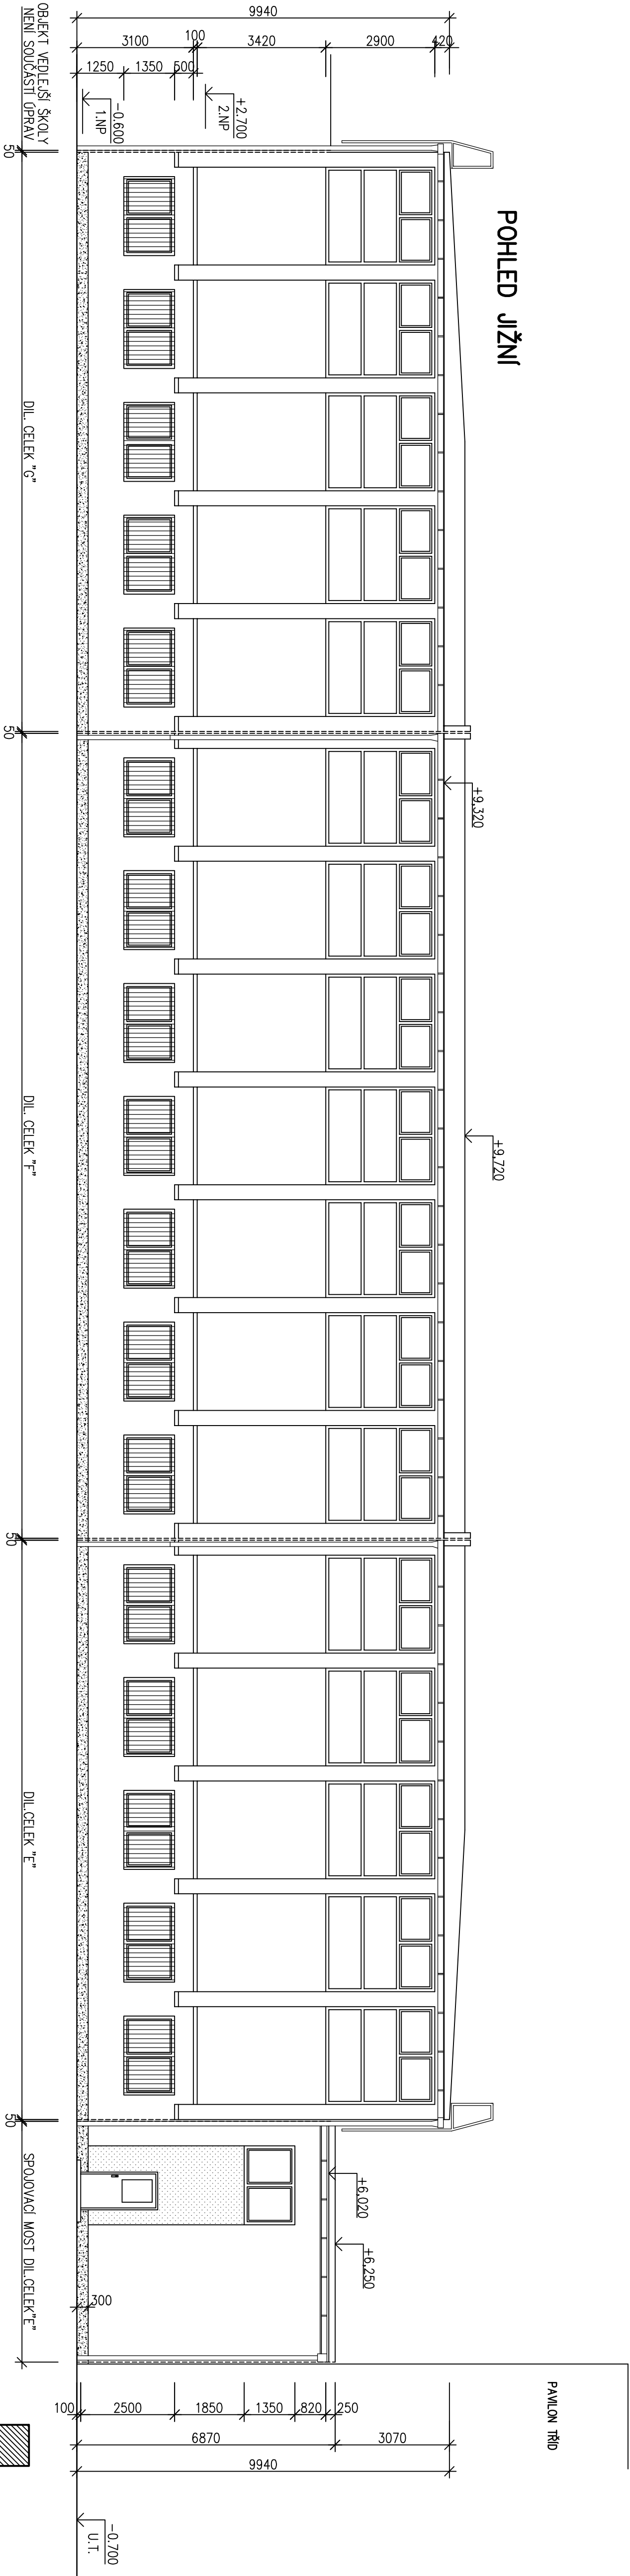 POHLED JIŽNÍ
PAVILON TŘÍD
+9,320
+9,720
+6,020
+6,250
+2.700
2.NP
-0.600
1.NP
-0.700
U.T.
9940
420
2900
3420
100
3100
500
1350
1250
300
250
820
1350
1850
2500
100
3070
6870
9940
OBJEKT VEDLEJŠÍ ŠKOLY
NENÍ SOUČÁSTÍ ÚPRAV
50
DIL. CELEK "G"
50
DIL. CELEK "F"
50
DIL.CELEK "E"
50
SPOJOVACÍ MOST DIL.CELEK"E"